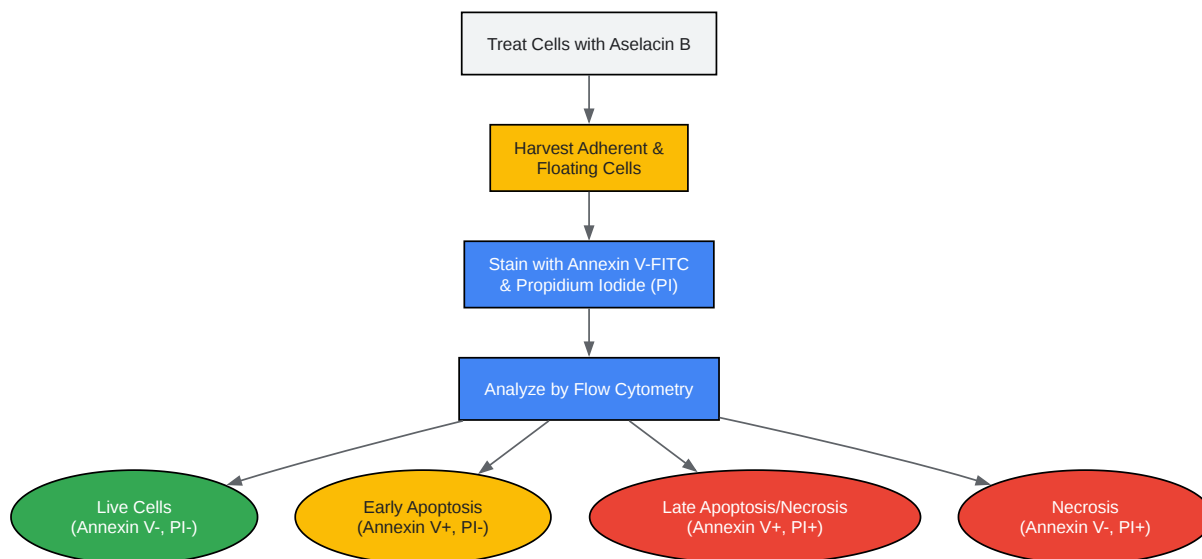 Treat Cells with Aselacin B
Harvest Adherent &
Floating Cells
Stain with Annexin V-FITC
& Propidium Iodide (PI)
Analyze by Flow Cytometry
Live Cells
(Annexin V-, PI-)
Early Apoptosis
(Annexin V+, PI-)
Late Apoptosis/Necrosis
(Annexin V+, PI+)
Necrosis
(Annexin V-, PI+)